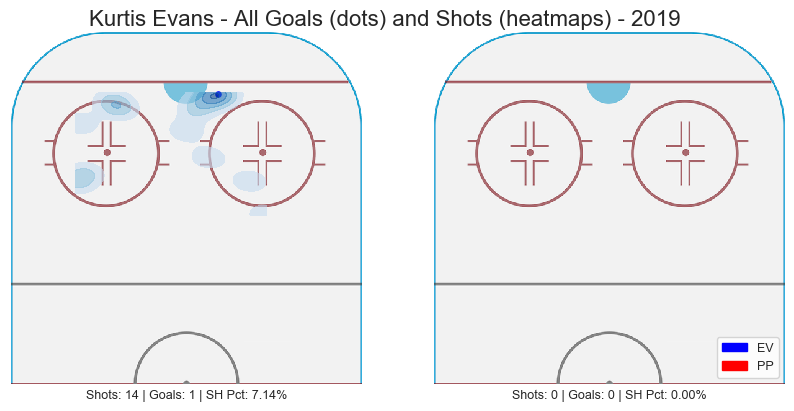 Kurtis Evans - All Goals (dots) and Shots (heatmaps) - 2019
EV
PP
Shots: 14 | Goals: 1 | SH Pct: 7.14%
Shots: 0 | Goals: 0 | SH Pct: 0.00%